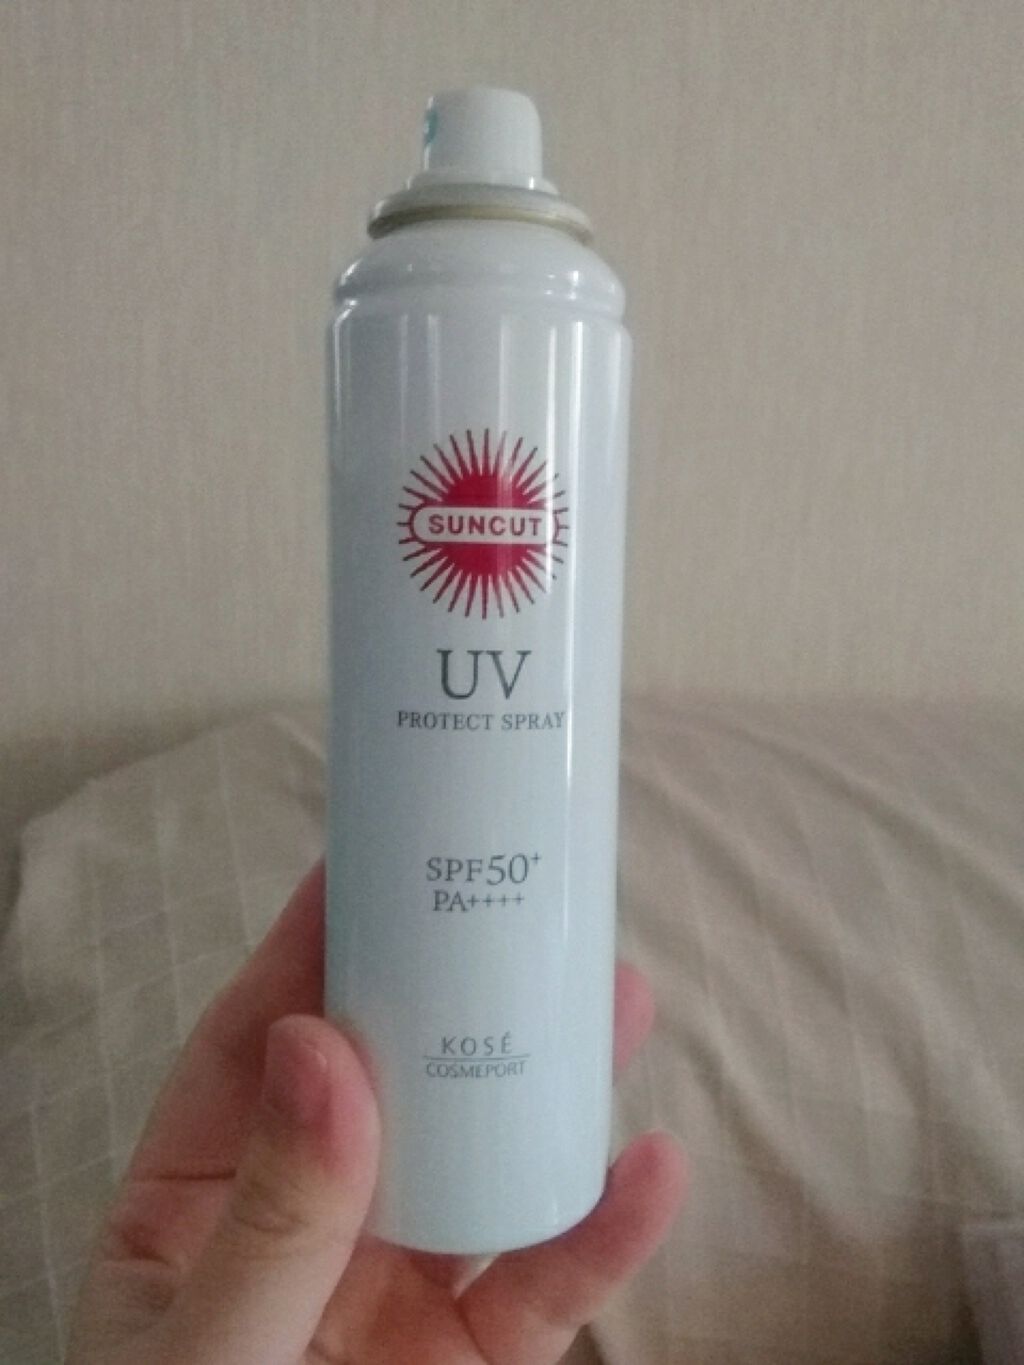 SUNCUT
UV
PROTECT SPRAY
SPF50+
PA++++
KOSÉ
COSMEPORT